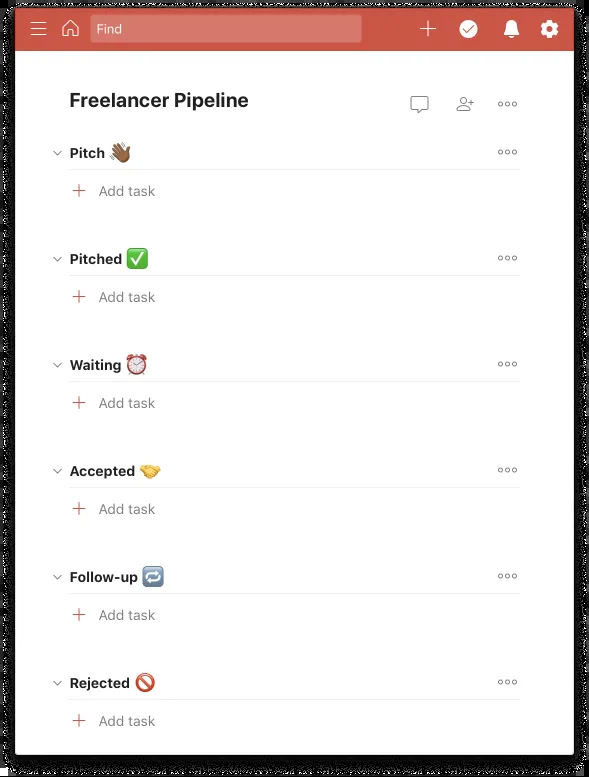 Find
Freelancer Pipeline
Pitch 👋🏾
Add task
Pitched ✅
Add task
Waiting ⏰
Add task
Accepted 🤝
Add task
Follow-up 🔁
Add task
Rejected 🚫
Add task